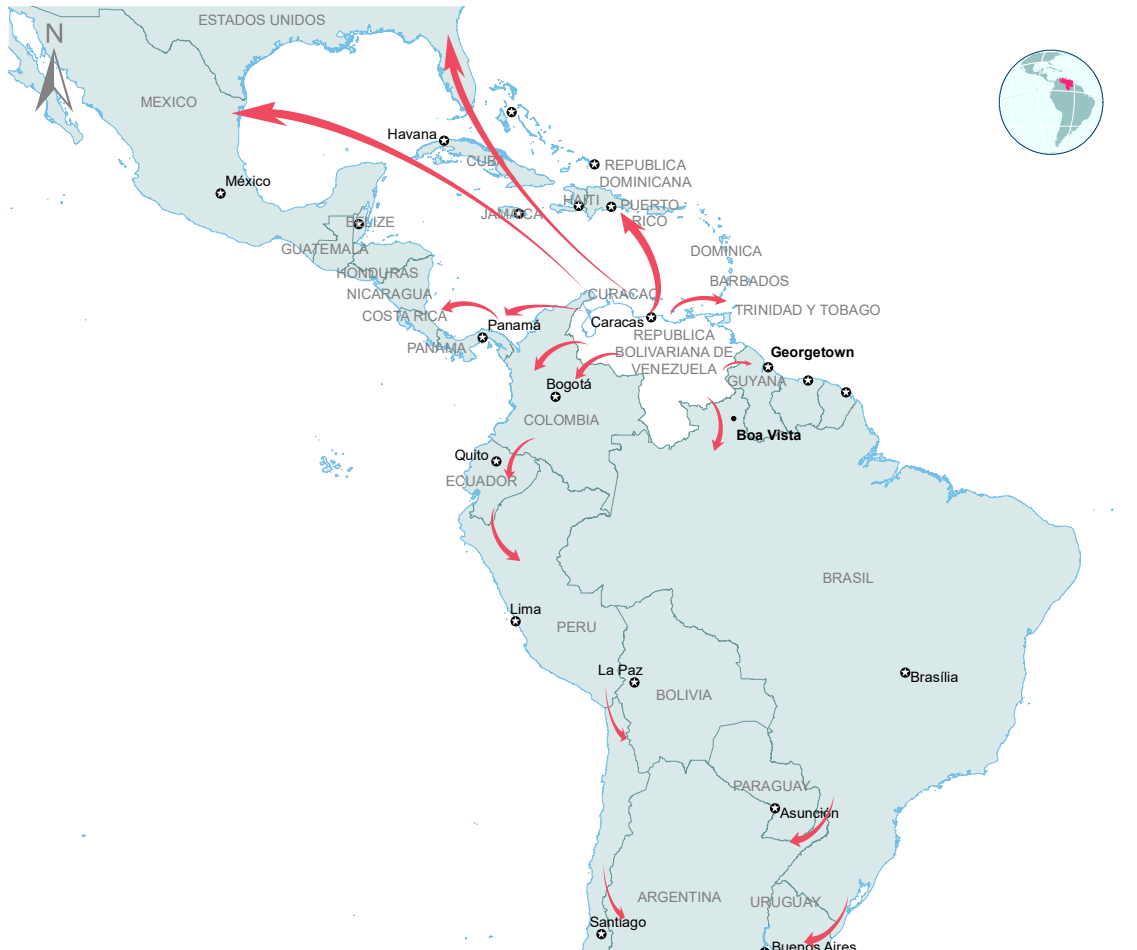 ESTADOS UNIDOS
N
MEXICO
Havana
CUBA
REPUBLICA
DOMINICANA
México
HAITI
PUERTO
RICO
JAMAICA
BELIZE
GUATEMALA
DOMINICA
HONDURAS
BARBADOS
NICARAGUA
CURACAO
TRINIDAD Y TOBAGO
COSTA RICA
Panamá
Caracas
PANAMA
REPUBLICA
BOLIVARIANA DE
VENEZUELA
Georgetown
GUYANA
Bogotá
COLOMBIA
Boa Vista
Quito
ECUADOR
BRASIL
Lima
PERU
La Paz
Brasília
BOLIVIA
PARAGUAY
Asunción
ARGENTINA
URUGUAY
Santiago
Buenos Aires